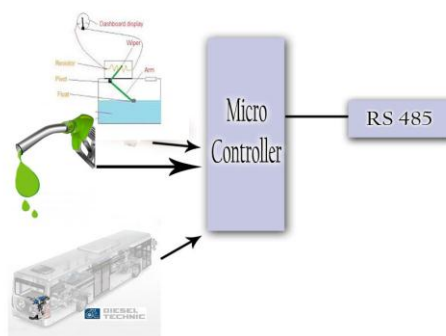 Dashboard display
Wiper
Resistor
Arm
Pivot
Float
Micro
Controller
RS 485
DIESEL
TECHNIC